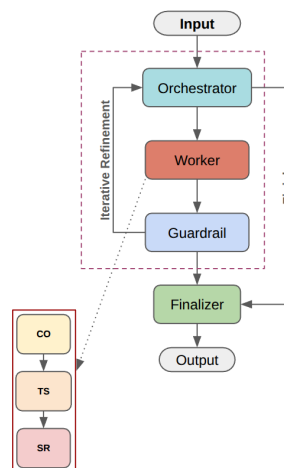 Input
Orchestrator
Iterative Refinement
Worker
Guardrail
Finalizer
CO
Output
TS
SR